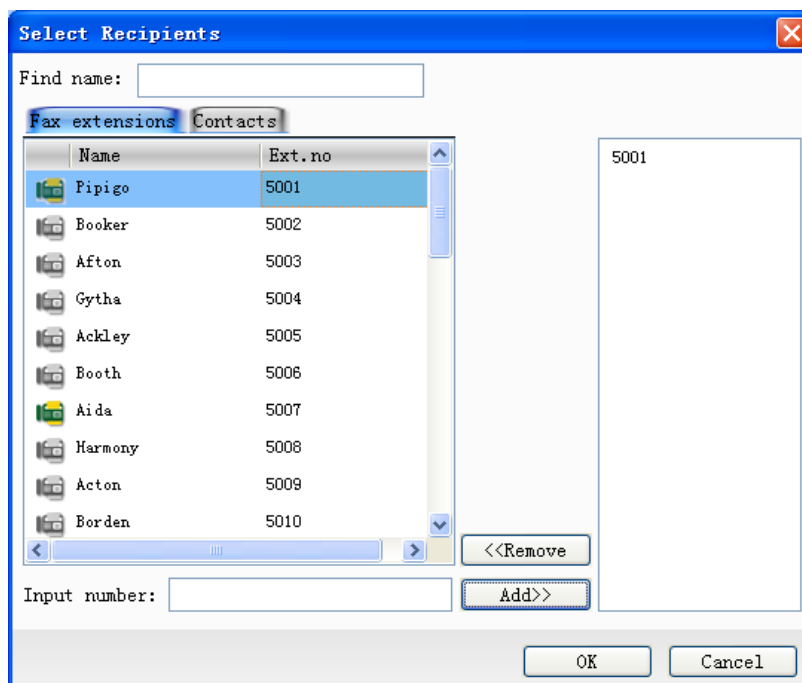 Select Recipients
Find name:
Fax extensions Contacts
Name Ext.no
Pipigo 5001
Booker 5002
Afton 5003
Gytha 5004
Ackley 5005
Booth 5006
Aida 5007
Harmony 5008
Acton 5009
Borden 5010
5001
<<Remove
Input number:
Add>>
OK Cancel